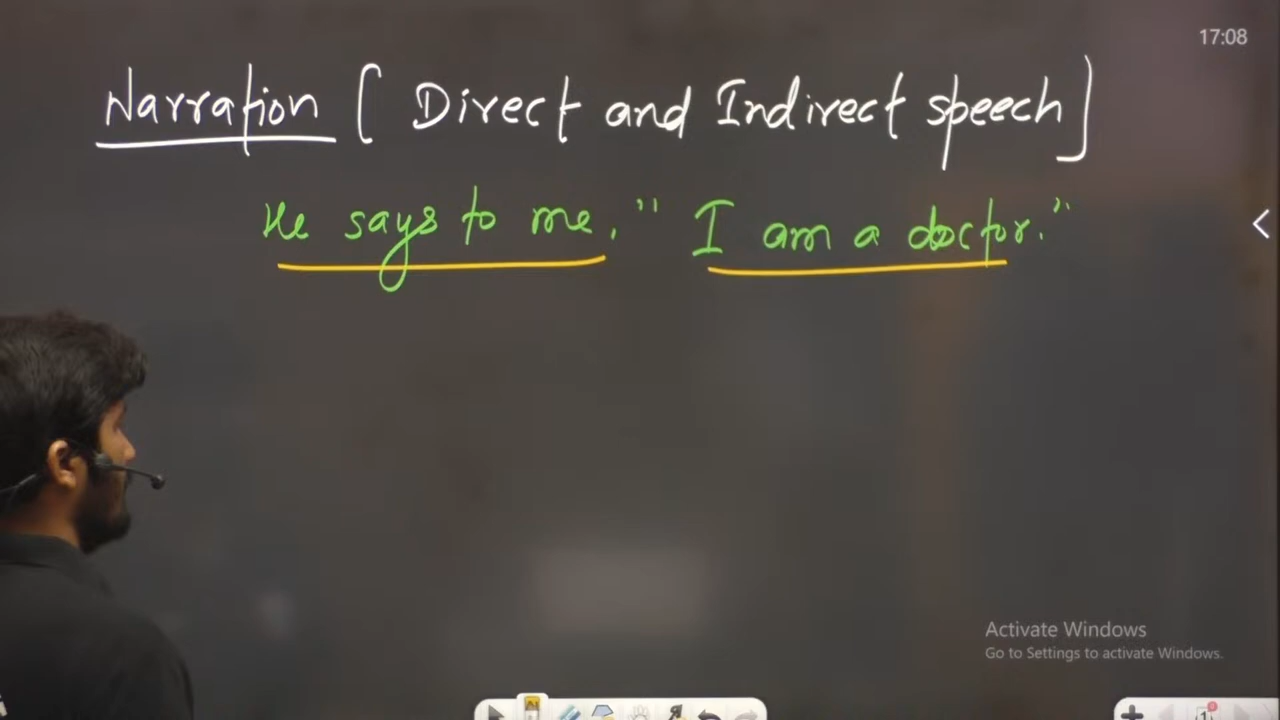 17:08
Narration [ Direct and Indirect speech ]
He says to me, " I am a doctor."
Activate Windows
Go to Settings to activate Windows.
1